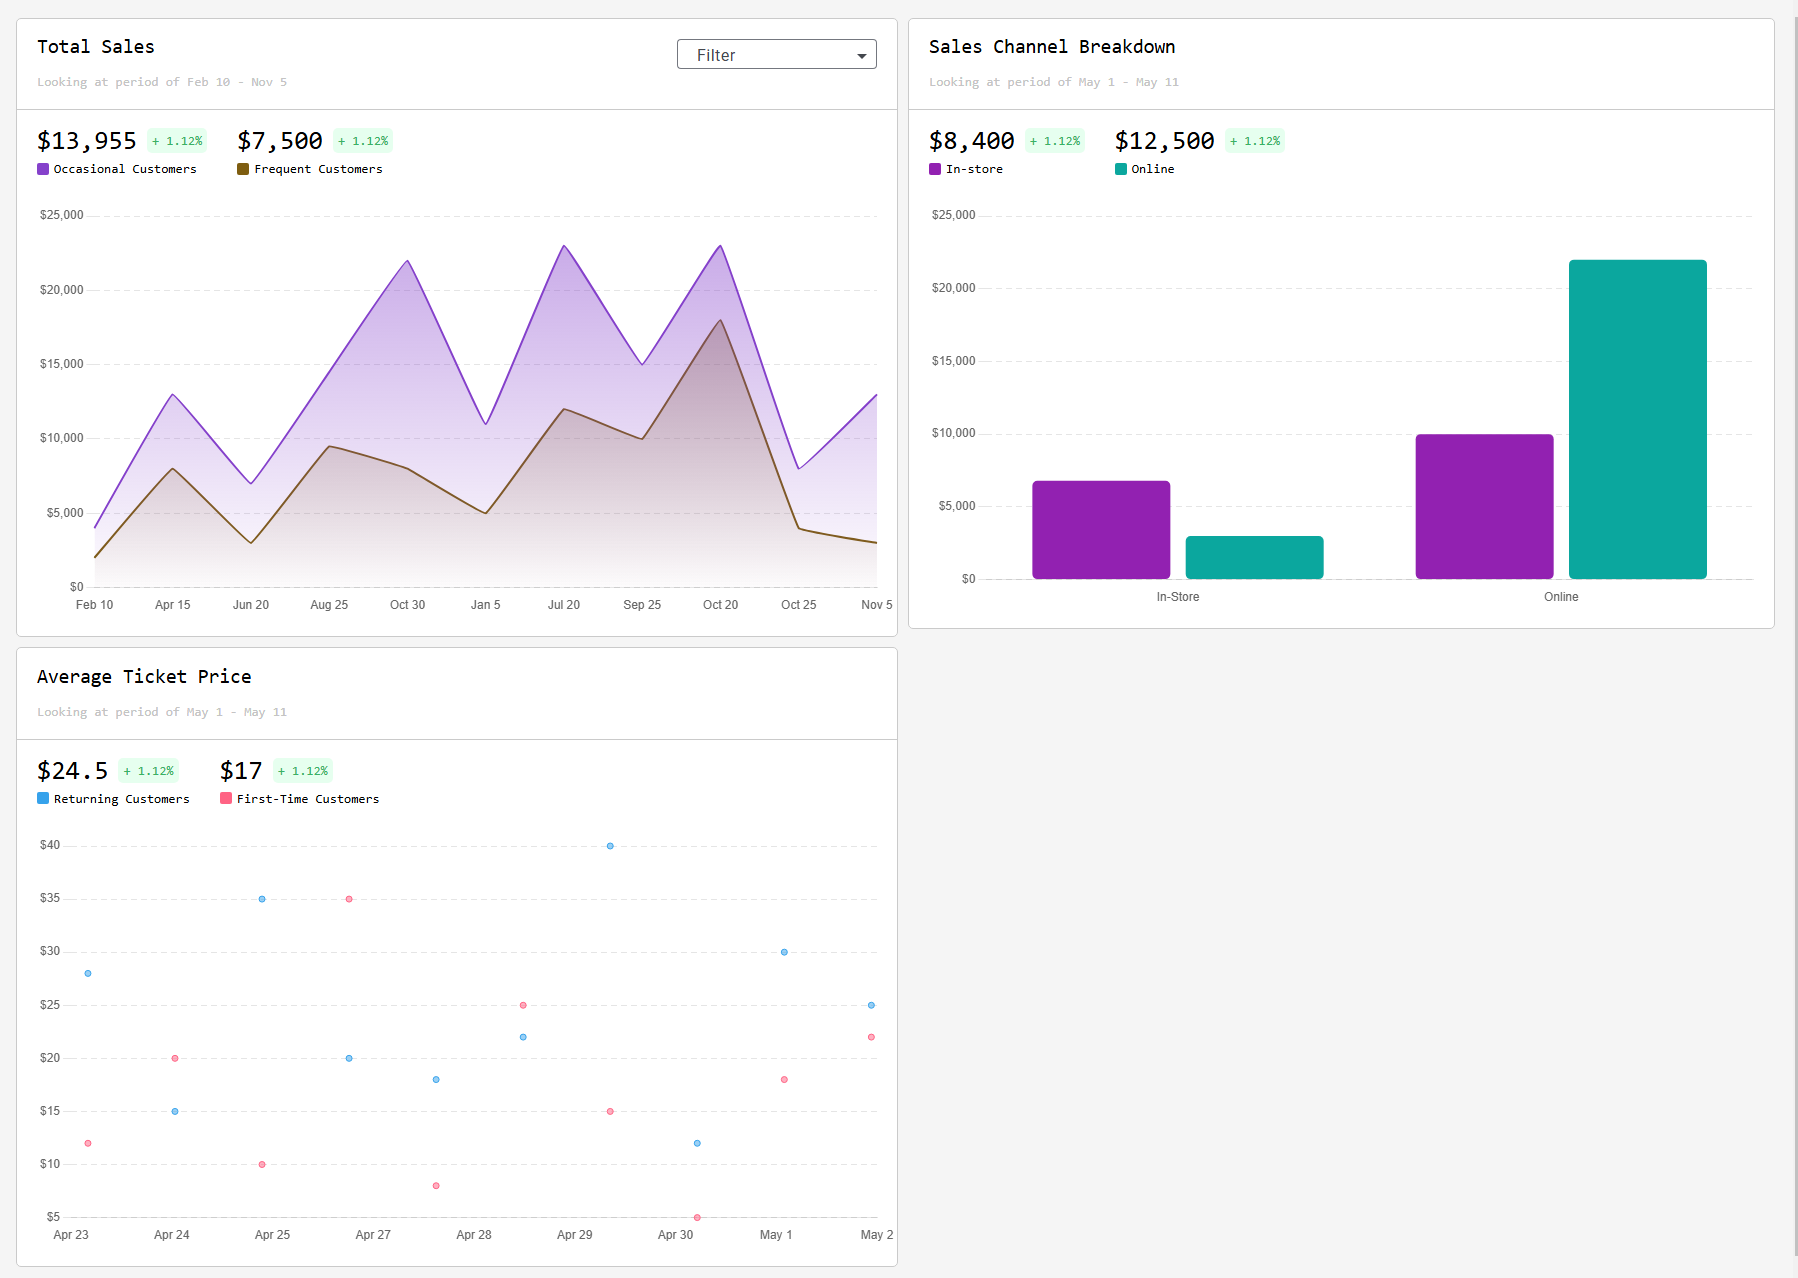 Total Sales
Filter
Looking at period of Feb 10 - Nov 5
$13,955 + 1.12% $7,500 + 1.12%
Occasional Customers Frequent Customers
$25,000
$20,000
$15,000
$10,000
$5,000
$0
Feb 10 Apr 15 Jun 20 Aug 25 Oct 30 Jan 5 Jul 20 Sep 25 Oct 20 Oct 25 Nov 5
Sales Channel Breakdown
Looking at period of May 1 - May 11
$8,400 + 1.12% $12,500 + 1.12%
In-store Online
$25,000
$20,000
$15,000
$10,000
$5,000
$0
In-Store Online
Average Ticket Price
Looking at period of May 1 - May 11
$24.5 + 1.12% $17 + 1.12%
Returning Customers First-Time Customers
$40
$35
$30
$25
$20
$15
$10
$5
Apr 23 Apr 24 Apr 25 Apr 27 Apr 28 Apr 29 Apr 30 May 1 May 2